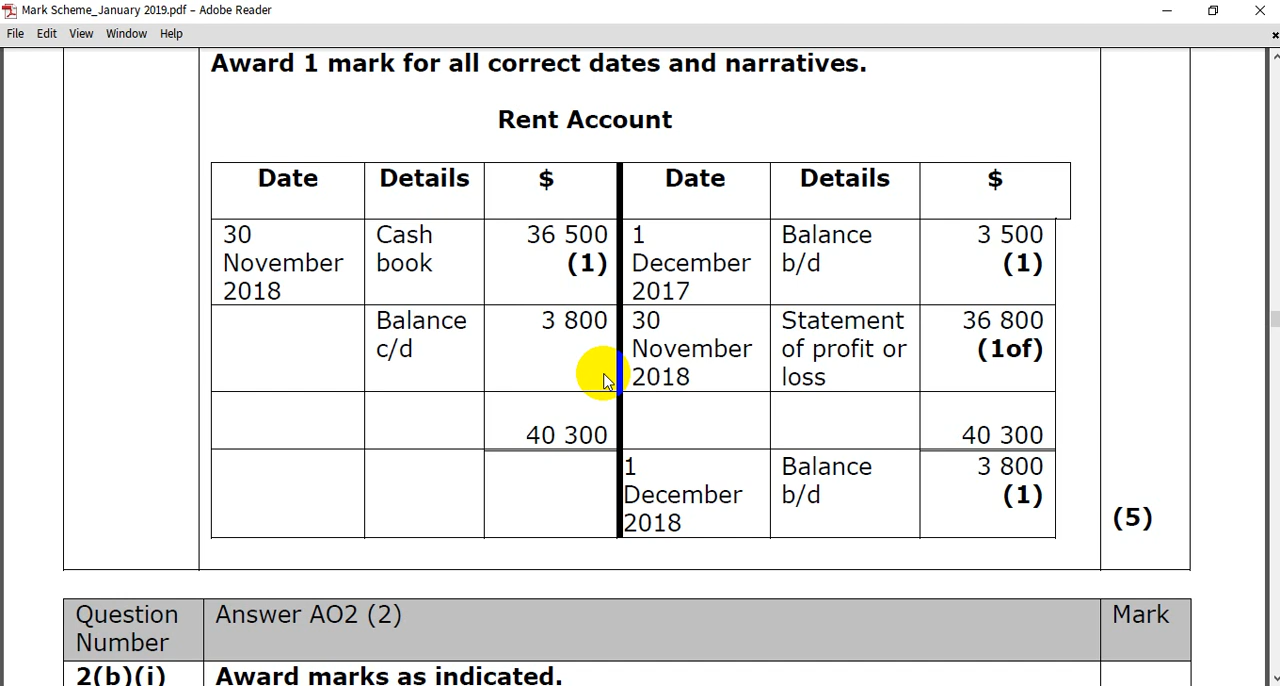 Mark Scheme_January 2019.pdf - Adobe Reader
File Edit View Window Help
Award 1 mark for all correct dates and narratives.
Rent Account
Date Details $ Date Details $
30 Cash 36 500 1 Balance 3 500
November book (1) December b/d (1)
2018 2017
Balance 3 800 30 Statement 36 800
c/d November of profit or (1of)
2018 loss
40 300 40 300
1 Balance 3 800
December b/d (1)
2018
(5)
Question Answer AO2 (2) Mark
Number
2(b)(i) Award marks as indicated.